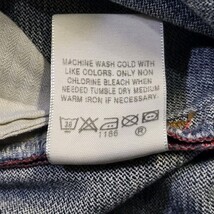 MACHINE WASH COLD WITH
LIKE COLORS. ONLY NON
CHLORINE BLEACH WHEN
NEEDED TUMBLE DRY MEDIUM
WARM IRON IF NECESSARY.
1166 ®